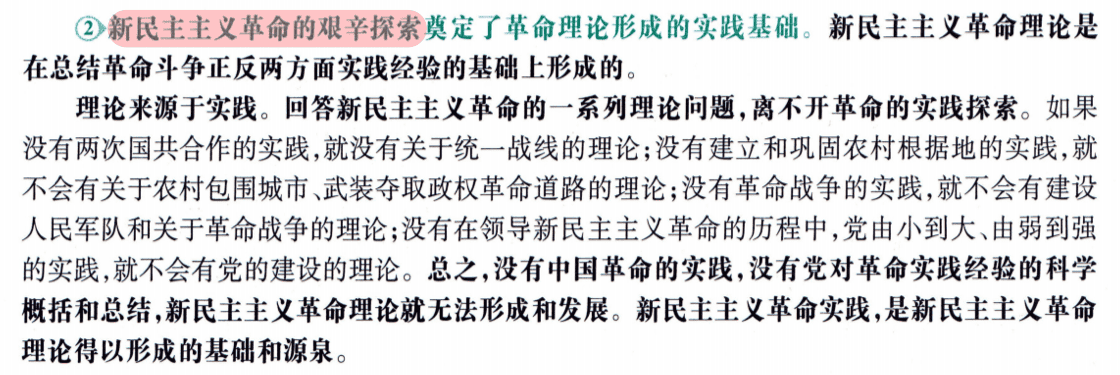 ②新民主主义革命的艰辛探索奠定了革命理论形成的实践基础。新民主主义革命理论是
在总结革命斗争正反两方面实践经验的基础上形成的。
理论来源于实践。回答新民主主义革命的一系列理论问题,离不开革命的实践探索。如果
没有两次国共合作的实践,就没有关于统一战线的理论;没有建立和巩固农村根据地的实践,就
不会有关于农村包围城市、武装夺取政权革命道路的理论;没有革命战争的实践,就不会有建设
人民军队和关于革命战争的理论;没有在领导新民主主义革命的历程中,党由小到大、由弱到强
的实践,就不会有党的建设的理论。总之,没有中国革命的实践,没有党对革命实践经验的科学
概括和总结,新民主主义革命理论就无法形成和发展。新民主主义革命实践,是新民主主义革命
理论得以形成的基础和源泉。